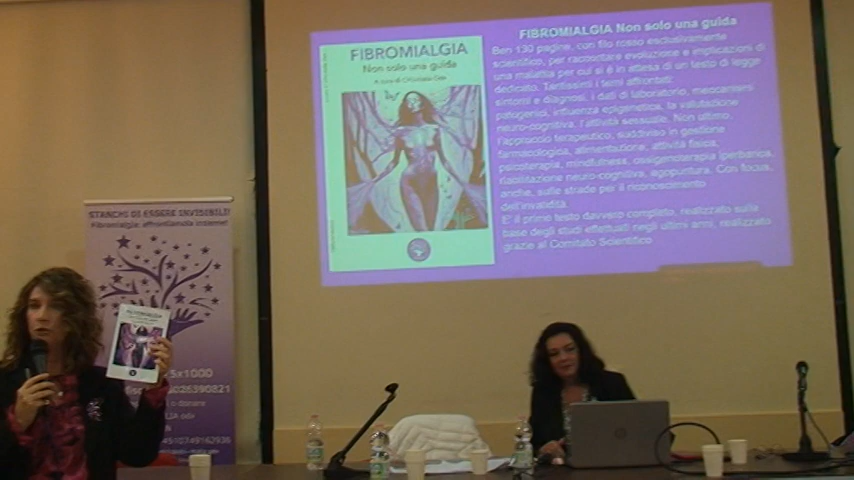 FIBROMIALGIA Non solo una guida
Ben 130 pagine, con filo rosso esclusivamente
scientifico, per raccontare evoluzione e implicazioni di
una malattia per cui si è in attesa di un testo di legge
dedicato. Tantissimi i temi affrontati:
sintomi e diagnosi, i dati di laboratorio, meccanismi
patogenici, influenza epigenetica, la valutazione
neuro-cognitiva, l'attività sessuale. Non ultimo,
l'approccio terapeutico, suddiviso in gestione
farmacologica, alimentazione, attività fisica,
psicoterapia, mindfulness, ossigenoterapia iperbarica,
riabilitazione neuro-cognitiva, agopuntura. Con focus,
anche, sulle strade per il riconoscimento
dell'invalidità.
E' il primo testo davvero completo, realizzato sulla
base degli studi effettuati negli ultimi anni, realizzato
grazie al Comitato Scientifico
FIBROMIALGIA
Non solo una guida
A cura di
STANCHI DI ESSERE INVISIBILI!
Fibromialgia: affrontiamola insieme!
5x1000
026390821
o donare
FIBROMIALGIA